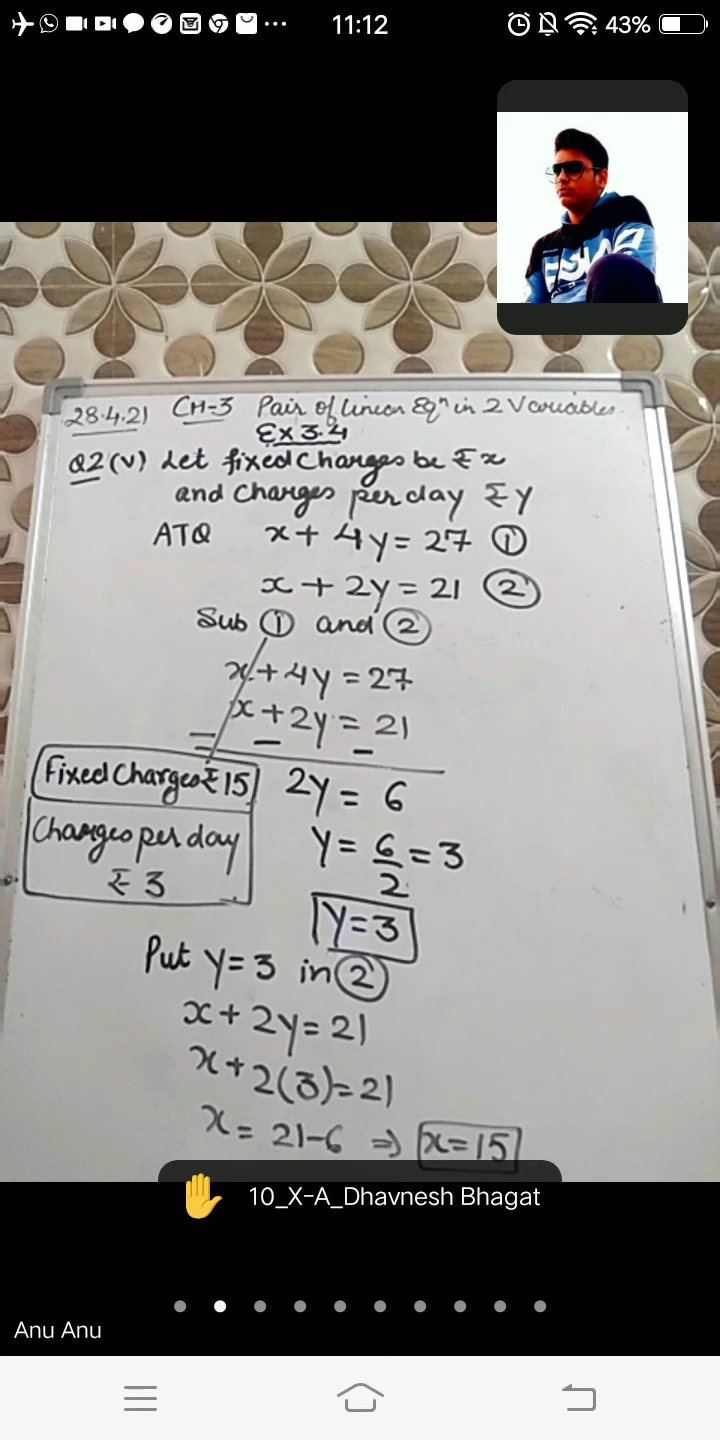 11:12
43%
28.4.21 CH-3 Pair of Linear Eqⁿ in 2 Variables.
Ex 3.4
Q2 (V) Let fixed Charges be ₹ x
and Charges per day ₹ y
ATQ x + 4y = 27 ①
x + 2y = 21 ②
Sub ① and ②
x + 4y = 27
x + 2y = 21
− − −
Fixed Charges ₹ 15
2y = 6
Charges per day
₹ 3
y = 6/2 = 3
y = 3
Put y = 3 in ②
x + 2y = 21
x + 2(3) = 21
x = 21 - 6 ⇒ x = 15
10_X-A_Dhavnesh Bhagat
Anu Anu